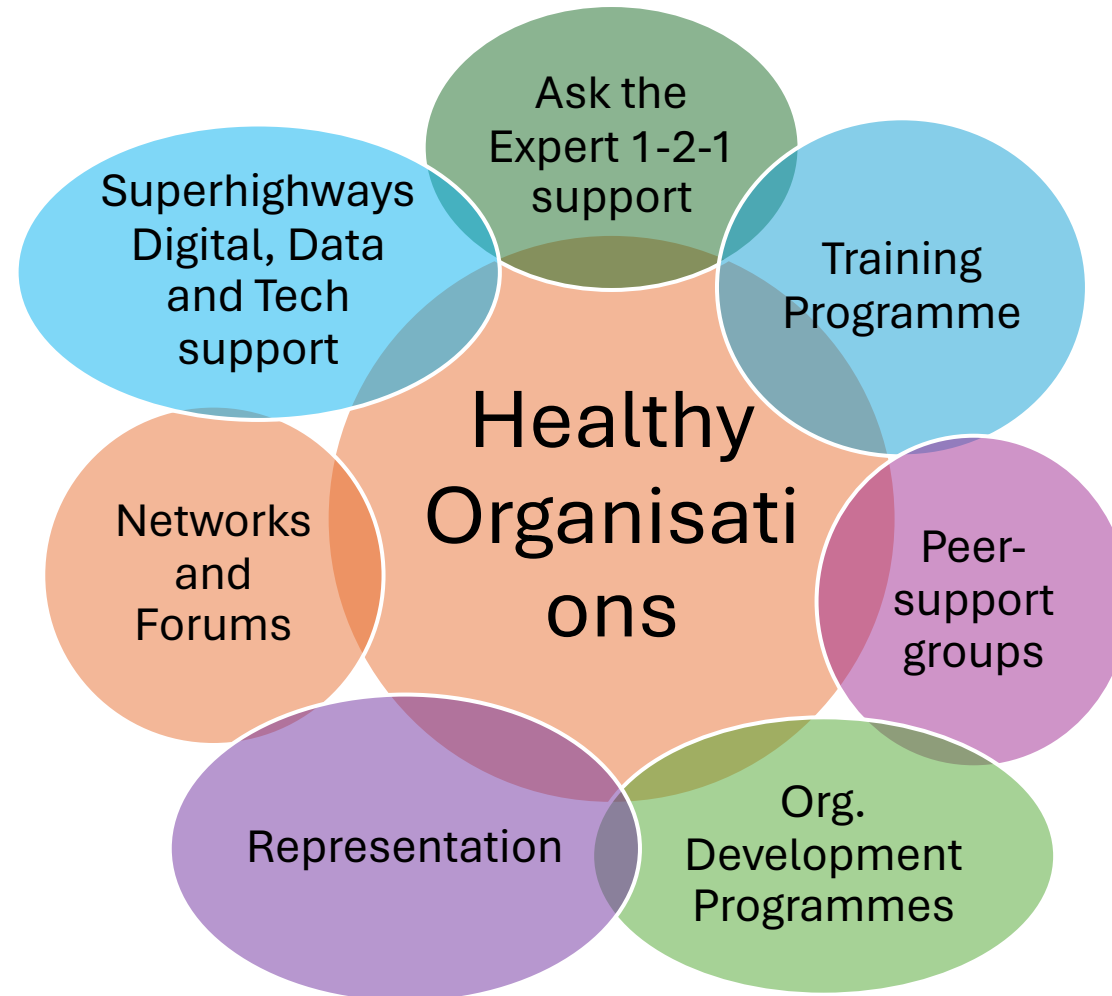 Ask the
Expert 1-2-1
support
Superhighways
Digital, Data
and Tech
support
Training
Programme
Healthy
Organisati
ons
Networks
and
Forums
Peer-
support
groups
Representation
Org.
Development
Programmes